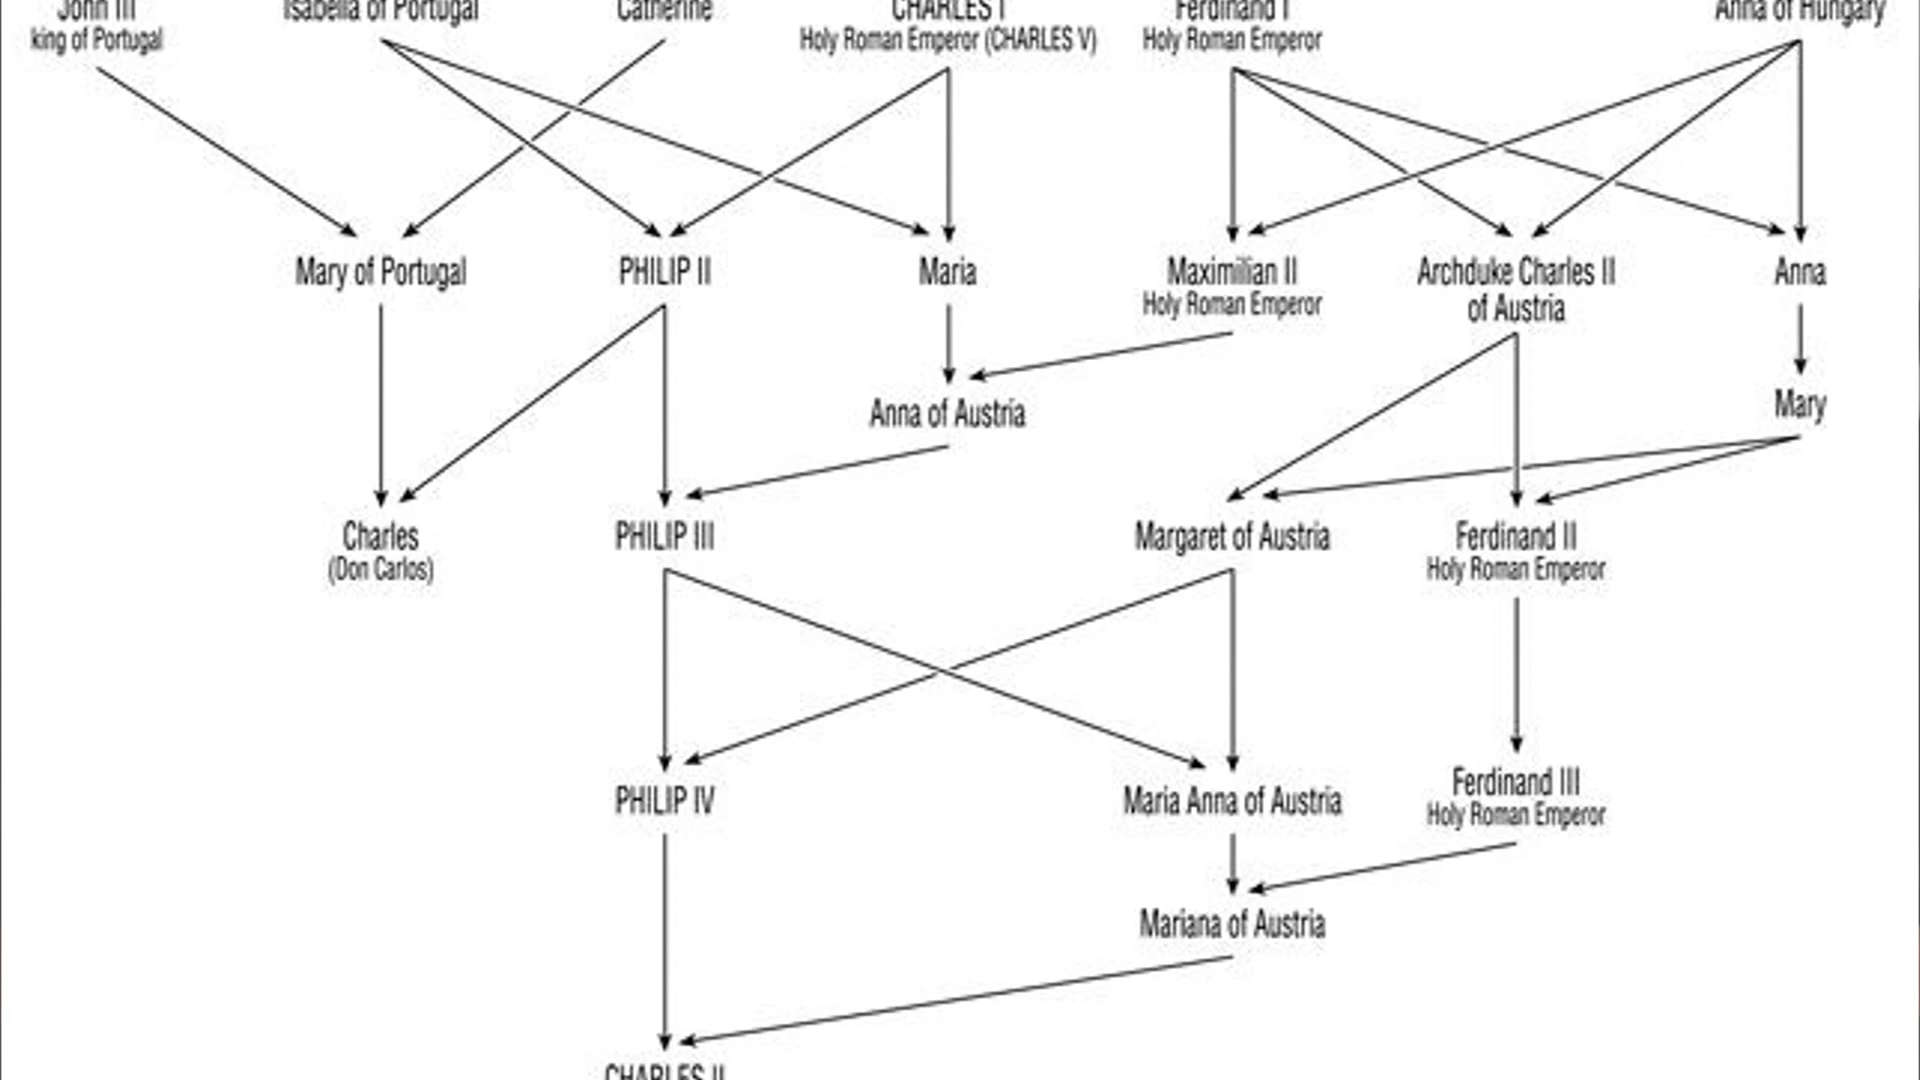 John III
king of Portugal
Isabella of Portugal
Catherine
CHARLES I
Holy Roman Emperor (CHARLES V)
Ferdinand I
Holy Roman Emperor
Anna of Hungary
Mary of Portugal
PHILIP II
Maria
Maximilian II
Holy Roman Emperor
Archduke Charles II
of Austria
Anna
Anna of Austria
Mary
Charles
(Don Carlos)
PHILIP III
Margaret of Austria
Ferdinand II
Holy Roman Emperor
PHILIP IV
Maria Anna of Austria
Ferdinand III
Holy Roman Emperor
Mariana of Austria
CHARLES II